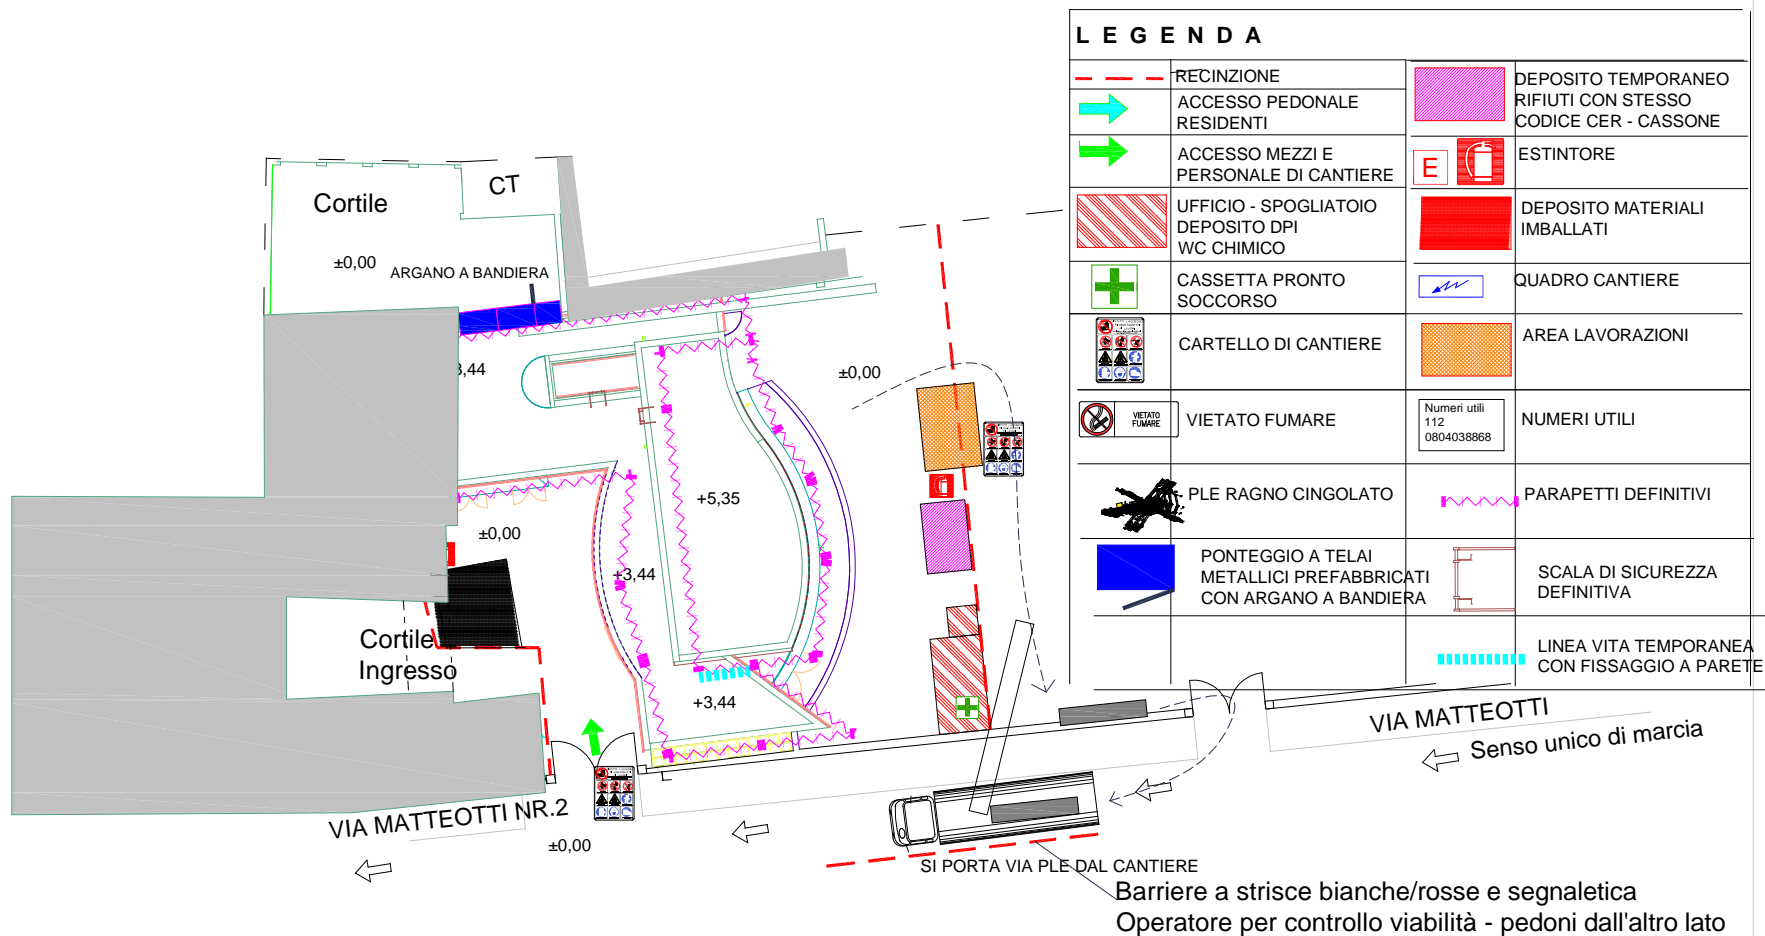 L E G E N D A
RECINZIONE
ACCESSO PEDONALE
RESIDENTI
ACCESSO MEZZI E
PERSONALE DI CANTIERE
UFFICIO - SPOGLIATOIO
DEPOSITO DPI
WC CHIMICO
CASSETTA PRONTO
SOCCORSO
CARTELLO DI CANTIERE
VIETATO
FUMARE
VIETATO FUMARE
PLE RAGNO CINGOLATO
PONTEGGIO A TELAI
METALLICI PREFABBRICATI
CON ARGANO A BANDIERA
DEPOSITO TEMPORANEO
RIFIUTI CON STESSO
CODICE CER - CASSONE
E
ESTINTORE
DEPOSITO MATERIALI
IMBALLATI
QUADRO CANTIERE
AREA LAVORAZIONI
Numeri utili
112
0804038868
NUMERI UTILI
PARAPETTI DEFINITIVI
SCALA DI SICUREZZA
DEFINITIVA
LINEA VITA TEMPORANEA
CON FISSAGGIO A PARETE
Cortile
CT
±0,00
ARGANO A BANDIERA
3,44
±0,00
+5,35
±0,00
+3,44
Cortile
Ingresso
+3,44
VIA MATTEOTTI
Senso unico di marcia
VIA MATTEOTTI NR.2
±0,00
SI PORTA VIA PLE DAL CANTIERE
Barriere a strisce bianche/rosse e segnaletica
Operatore per controllo viabilità - pedoni dall'altro lato